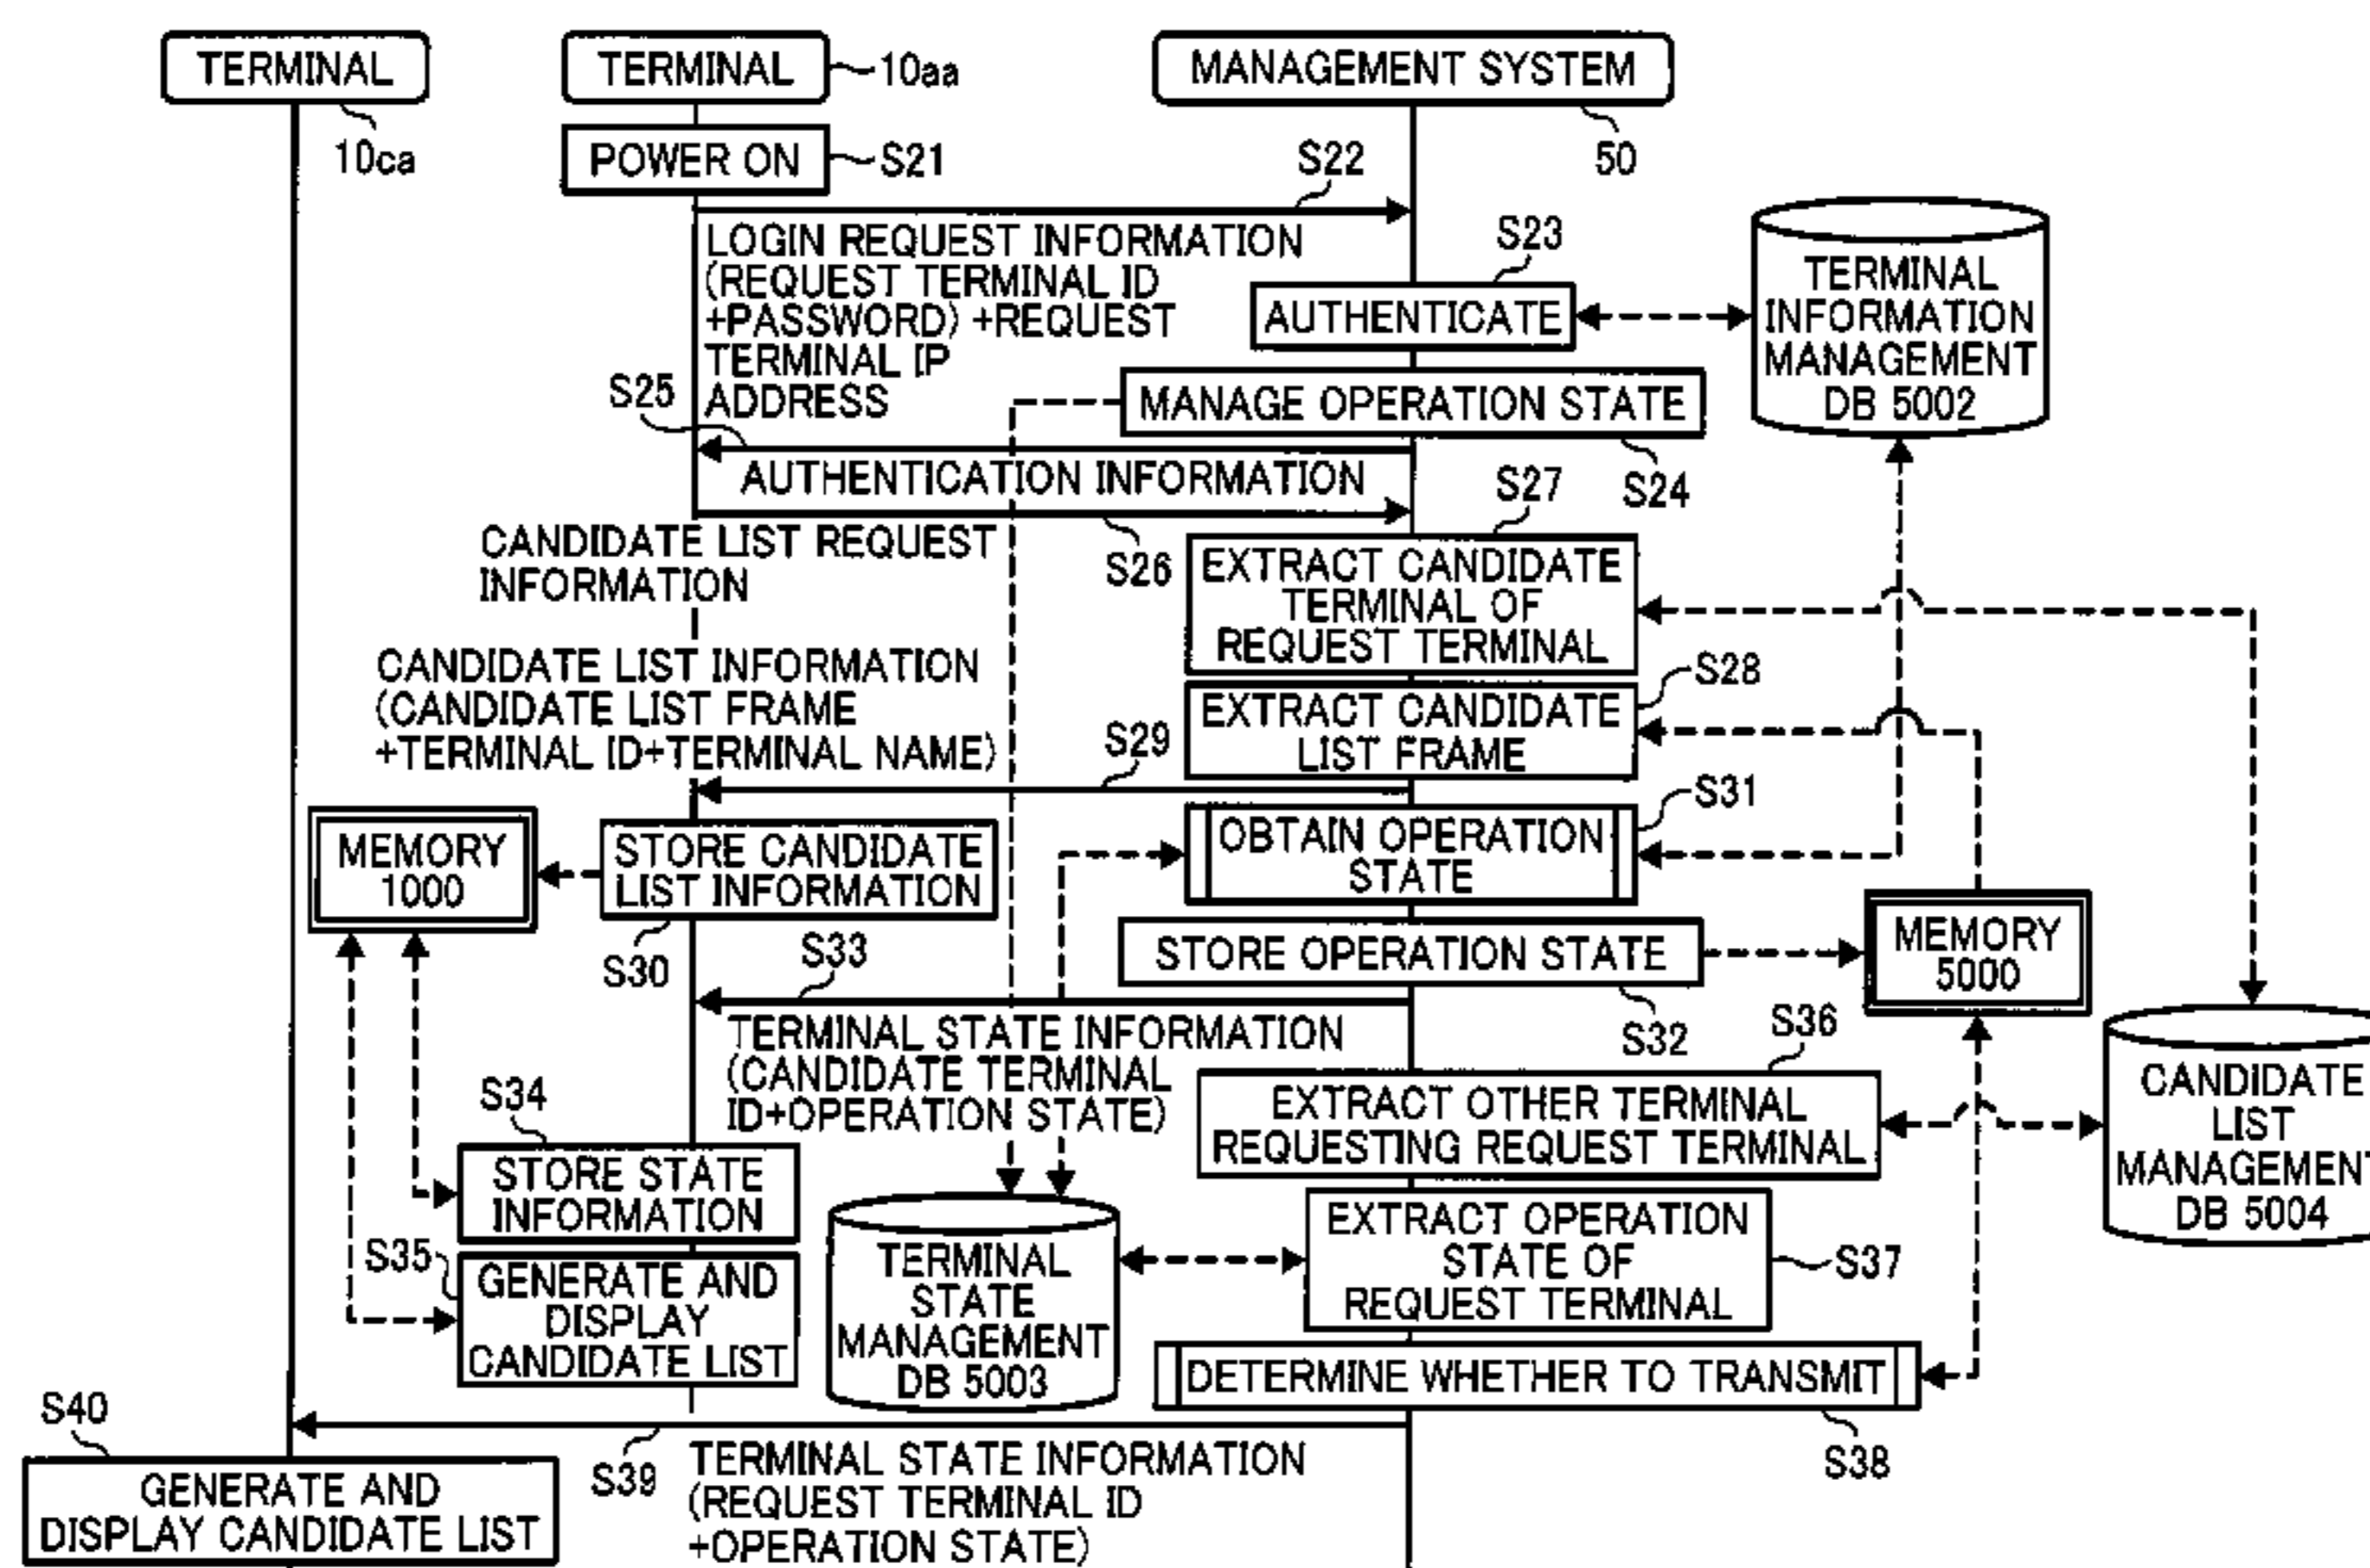 TERMINAL
10ca
TERMINAL
10aa
MANAGEMENT SYSTEM
50
POWER ON
S21
S22
LOGIN REQUEST INFORMATION
(REQUEST TERMINAL ID
+PASSWORD) +REQUEST
TERMINAL IP
ADDRESS
S23
AUTHENTICATE
TERMINAL
INFORMATION
MANAGEMENT
DB 5002
MANAGE OPERATION STATE
S24
S25
AUTHENTICATION INFORMATION
S26
CANDIDATE LIST REQUEST
INFORMATION
S27
EXTRACT CANDIDATE
TERMINAL OF
REQUEST TERMINAL
S28
EXTRACT CANDIDATE
LIST FRAME
CANDIDATE LIST INFORMATION
(CANDIDATE LIST FRAME
+TERMINAL ID+TERMINAL NAME)
S29
MEMORY
1000
STORE CANDIDATE
LIST INFORMATION
S30
S31
OBTAIN OPERATION
STATE
STORE OPERATION STATE
S32
MEMORY
5000
S33
TERMINAL STATE INFORMATION
(CANDIDATE TERMINAL
ID+OPERATION STATE)
S34
STORE STATE
INFORMATION
S35
GENERATE AND
DISPLAY
CANDIDATE LIST
TERMINAL
STATE
MANAGEMENT
DB 5003
S36
EXTRACT OTHER TERMINAL
REQUESTING REQUEST TERMINAL
CANDIDATE
LIST
MANAGEMENT
DB 5004
EXTRACT OPERATION
STATE OF
REQUEST TERMINAL
S37
DETERMINE WHETHER TO TRANSMIT
S38
S39
TERMINAL STATE INFORMATION
(REQUEST TERMINAL ID
+OPERATION STATE)
S40
GENERATE AND
DISPLAY CANDIDATE LIST